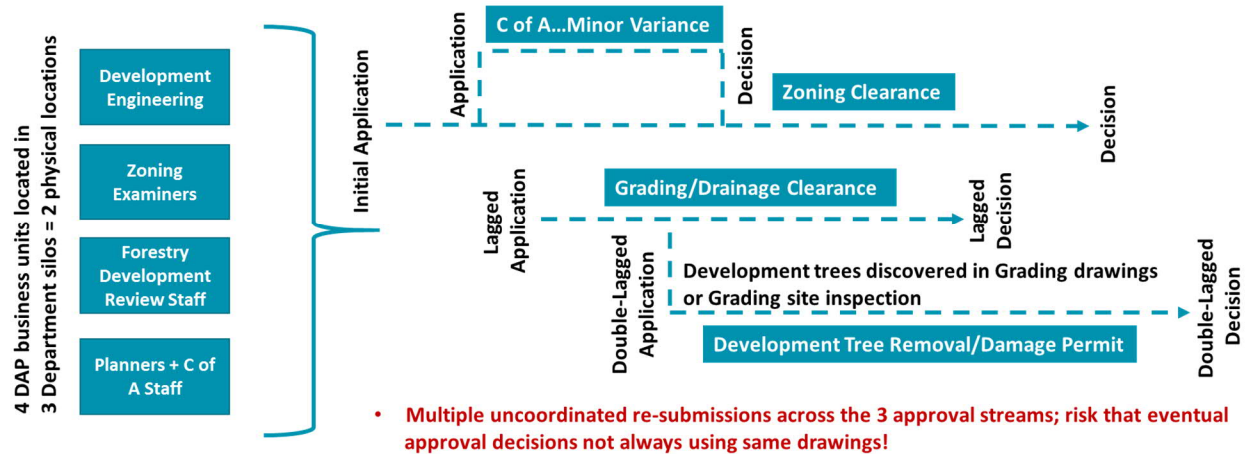 4 DAP business units located in
3 Department silos = 2 physical locations
Development
Engineering
Zoning
Examiners
Forestry
Development
Review Staff
Planners + C of
A Staff
Initial Application
Application
C of A...Minor Variance
Decision
Zoning Clearance
Decision
Lagged
Application
Grading/Drainage Clearance
Lagged
Decision
Double-Lagged
Application
Development trees discovered in Grading drawings
or Grading site inspection
Development Tree Removal/Damage Permit
Double-Lagged
Decision
• Multiple uncoordinated re-submissions across the 3 approval streams; risk that eventual
approval decisions not always using same drawings!